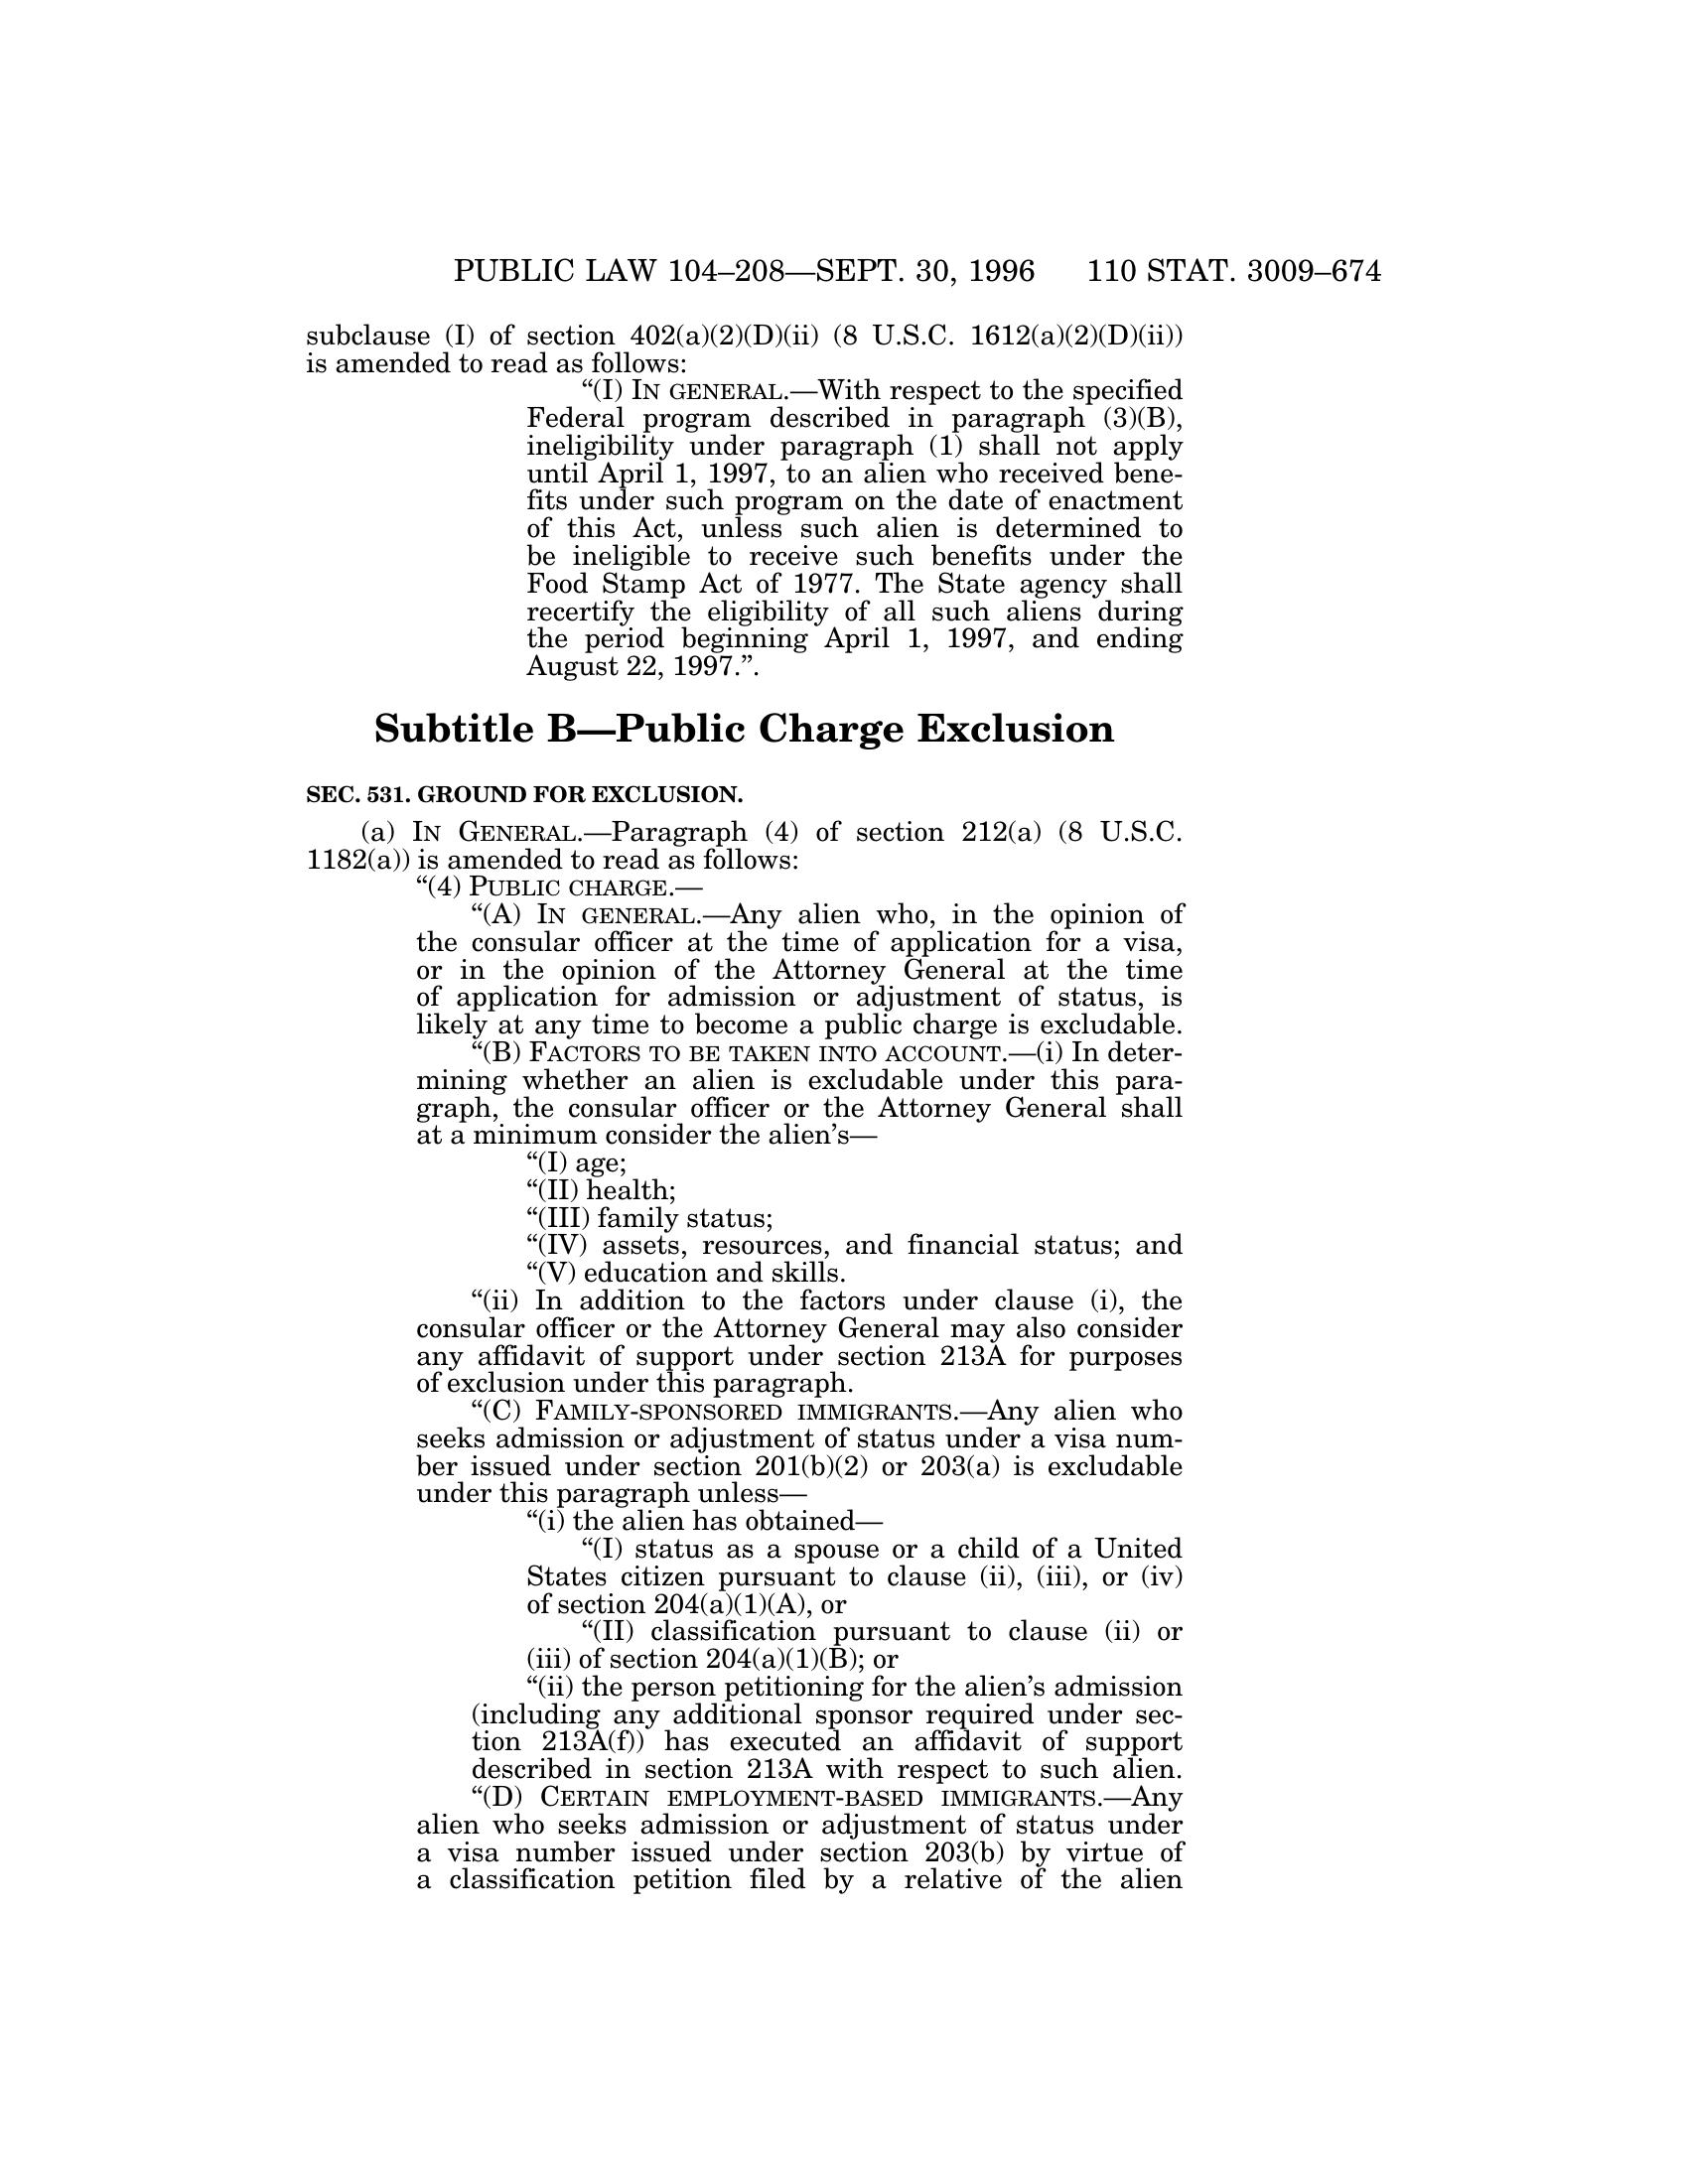 PUBLIC LAW 104–208—SEPT. 30, 1996 110 STAT. 3009–674
subclause (I) of section 402(a)(2)(D)(ii) (8 U.S.C. 1612(a)(2)(D)(ii))
is amended to read as follows:
“(I) IN GENERAL.—With respect to the specified
Federal program described in paragraph (3)(B),
ineligibility under paragraph (1) shall not apply
until April 1, 1997, to an alien who received bene-
fits under such program on the date of enactment
of this Act, unless such alien is determined to
be ineligible to receive such benefits under the
Food Stamp Act of 1977. The State agency shall
recertify the eligibility of all such aliens during
the period beginning April 1, 1997, and ending
August 22, 1997.”.
Subtitle B—Public Charge Exclusion
SEC. 531. GROUND FOR EXCLUSION.
(a) IN GENERAL.—Paragraph (4) of section 212(a) (8 U.S.C.
1182(a)) is amended to read as follows:
“(4) PUBLIC CHARGE.—
“(A) IN GENERAL.—Any alien who, in the opinion of
the consular officer at the time of application for a visa,
or in the opinion of the Attorney General at the time
of application for admission or adjustment of status, is
likely at any time to become a public charge is excludable.
“(B) FACTORS TO BE TAKEN INTO ACCOUNT.—(i) In deter-
mining whether an alien is excludable under this para-
graph, the consular officer or the Attorney General shall
at a minimum consider the alien’s—
“(I) age;
“(II) health;
“(III) family status;
“(IV) assets, resources, and financial status; and
“(V) education and skills.
“(ii) In addition to the factors under clause (i), the
consular officer or the Attorney General may also consider
any affidavit of support under section 213A for purposes
of exclusion under this paragraph.
“(C) FAMILY-SPONSORED IMMIGRANTS.—Any alien who
seeks admission or adjustment of status under a visa num-
ber issued under section 201(b)(2) or 203(a) is excludable
under this paragraph unless—
“(i) the alien has obtained—
“(I) status as a spouse or a child of a United
States citizen pursuant to clause (ii), (iii), or (iv)
of section 204(a)(1)(A), or
“(II) classification pursuant to clause (ii) or
(iii) of section 204(a)(1)(B); or
“(ii) the person petitioning for the alien’s admission
(including any additional sponsor required under sec-
tion 213A(f)) has executed an affidavit of support
described in section 213A with respect to such alien.
“(D) CERTAIN EMPLOYMENT-BASED IMMIGRANTS.—Any
alien who seeks admission or adjustment of status under
a visa number issued under section 203(b) by virtue of
a classification petition filed by a relative of the alien